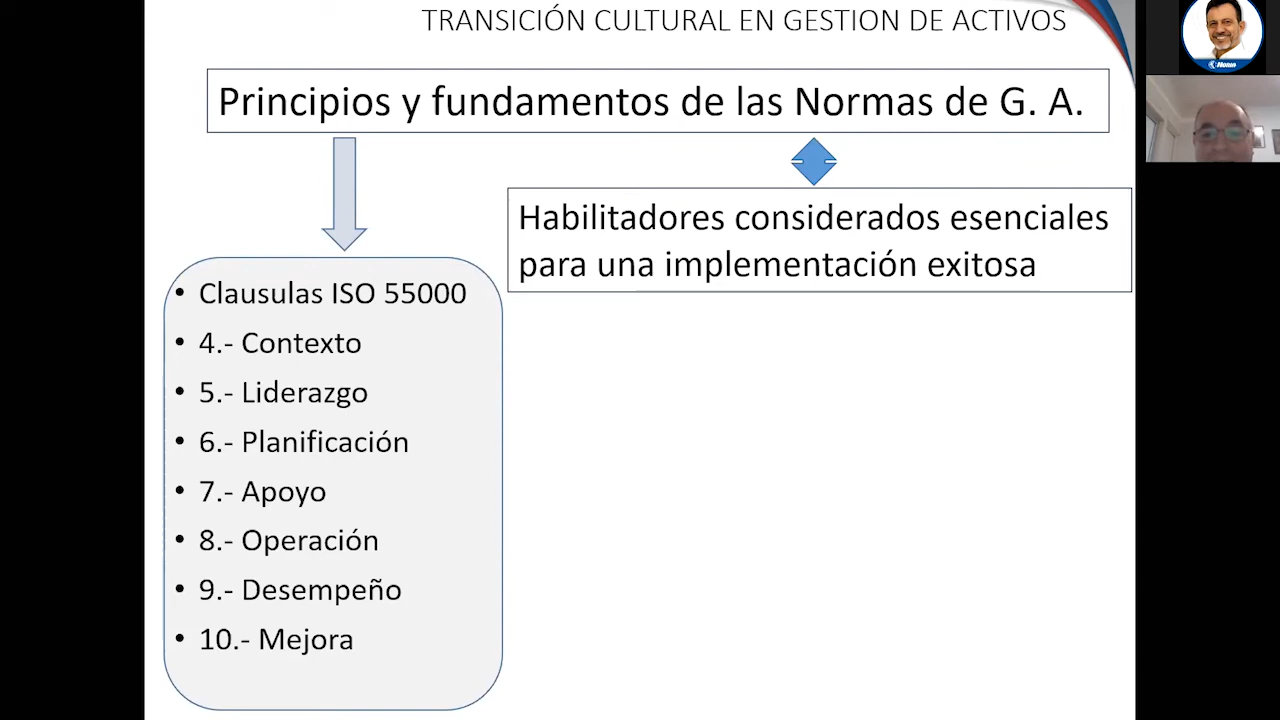 TRANSICIÓN CULTURAL EN GESTION DE ACTIVOS
Principios y fundamentos de las Normas de G. A.
Habilitadores considerados esenciales
para una implementación exitosa
• Clausulas ISO 55000
• 4.- Contexto
• 5.- Liderazgo
• 6.- Planificación
• 7.- Apoyo
• 8.- Operación
• 9.- Desempeño
• 10.- Mejora